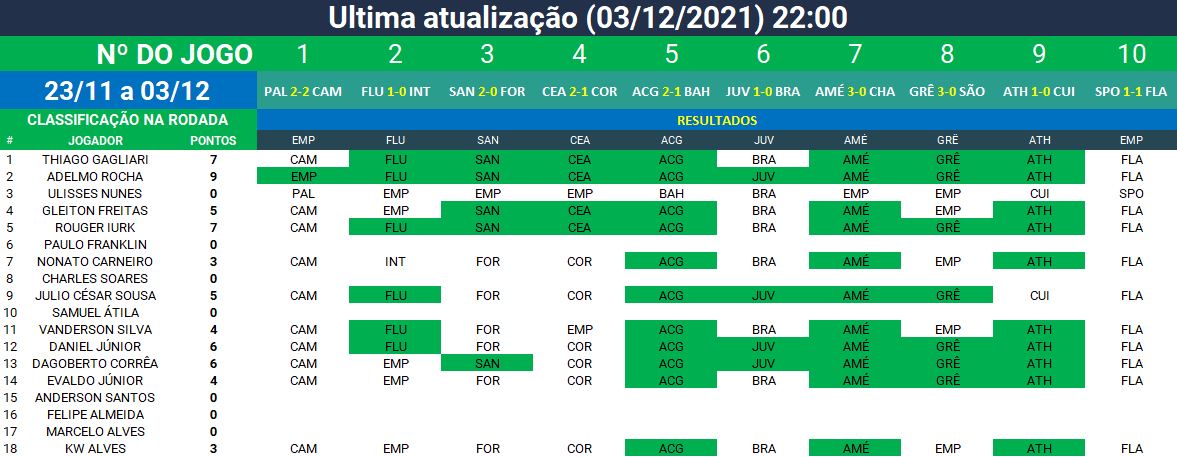 Ultima atualização (03/12/2021) 22:00
Nº DO JOGO 1 2 3 4 5 6 7 8 9 10
23/11 a 03/12 PAL 2-2 CAM FLU 1-0 INT SAN 2-0 FOR CEA 2-1 COR ACG 2-1 BAH JUV 1-0 BRA AMÉ 3-0 CHA GRÊ 3-0 SÃO ATH 1-0 CUI SPO 1-1 FLA
CLASSIFICAÇÃO NA RODADA RESULTADOS
# JOGADOR PONTOS EMP FLU SAN CEA ACG JUV AMÉ GRÊ ATH EMP
1 THIAGO GAGLIARI 7 CAM FLU SAN CEA ACG BRA AMÉ GRÊ ATH FLA
2 ADELMO ROCHA 9 EMP FLU SAN CEA ACG JUV AMÉ GRÊ ATH FLA
3 ULISSES NUNES 0 PAL EMP EMP EMP BAH BRA EMP EMP CUI SPO
4 GLEITON FREITAS 5 CAM EMP SAN CEA ACG BRA AMÉ EMP ATH FLA
5 ROUGER IURK 7 CAM FLU SAN CEA ACG BRA AMÉ GRÊ ATH FLA
6 PAULO FRANKLIN 0
7 NONATO CARNEIRO 3 CAM INT FOR COR ACG BRA AMÉ EMP ATH FLA
8 CHARLES SOARES 0
9 JULIO CÉSAR SOUSA 5 CAM FLU FOR COR ACG JUV AMÉ GRÊ CUI FLA
10 SAMUEL ÁTILA 0
11 VANDERSON SILVA 4 CAM FLU FOR EMP ACG BRA AMÉ EMP ATH FLA
12 DANIEL JÚNIOR 6 CAM FLU FOR COR ACG JUV AMÉ GRÊ ATH FLA
13 DAGOBERTO CORRÊA 6 CAM EMP SAN COR ACG JUV AMÉ GRÊ ATH FLA
14 EVALDO JÚNIOR 4 CAM EMP FOR COR ACG BRA AMÉ GRÊ ATH FLA
15 ANDERSON SANTOS 0
16 FELIPE ALMEIDA 0
17 MARCELO ALVES 0
18 KW ALVES 3 CAM EMP FOR COR ACG BRA AMÉ EMP ATH FLA